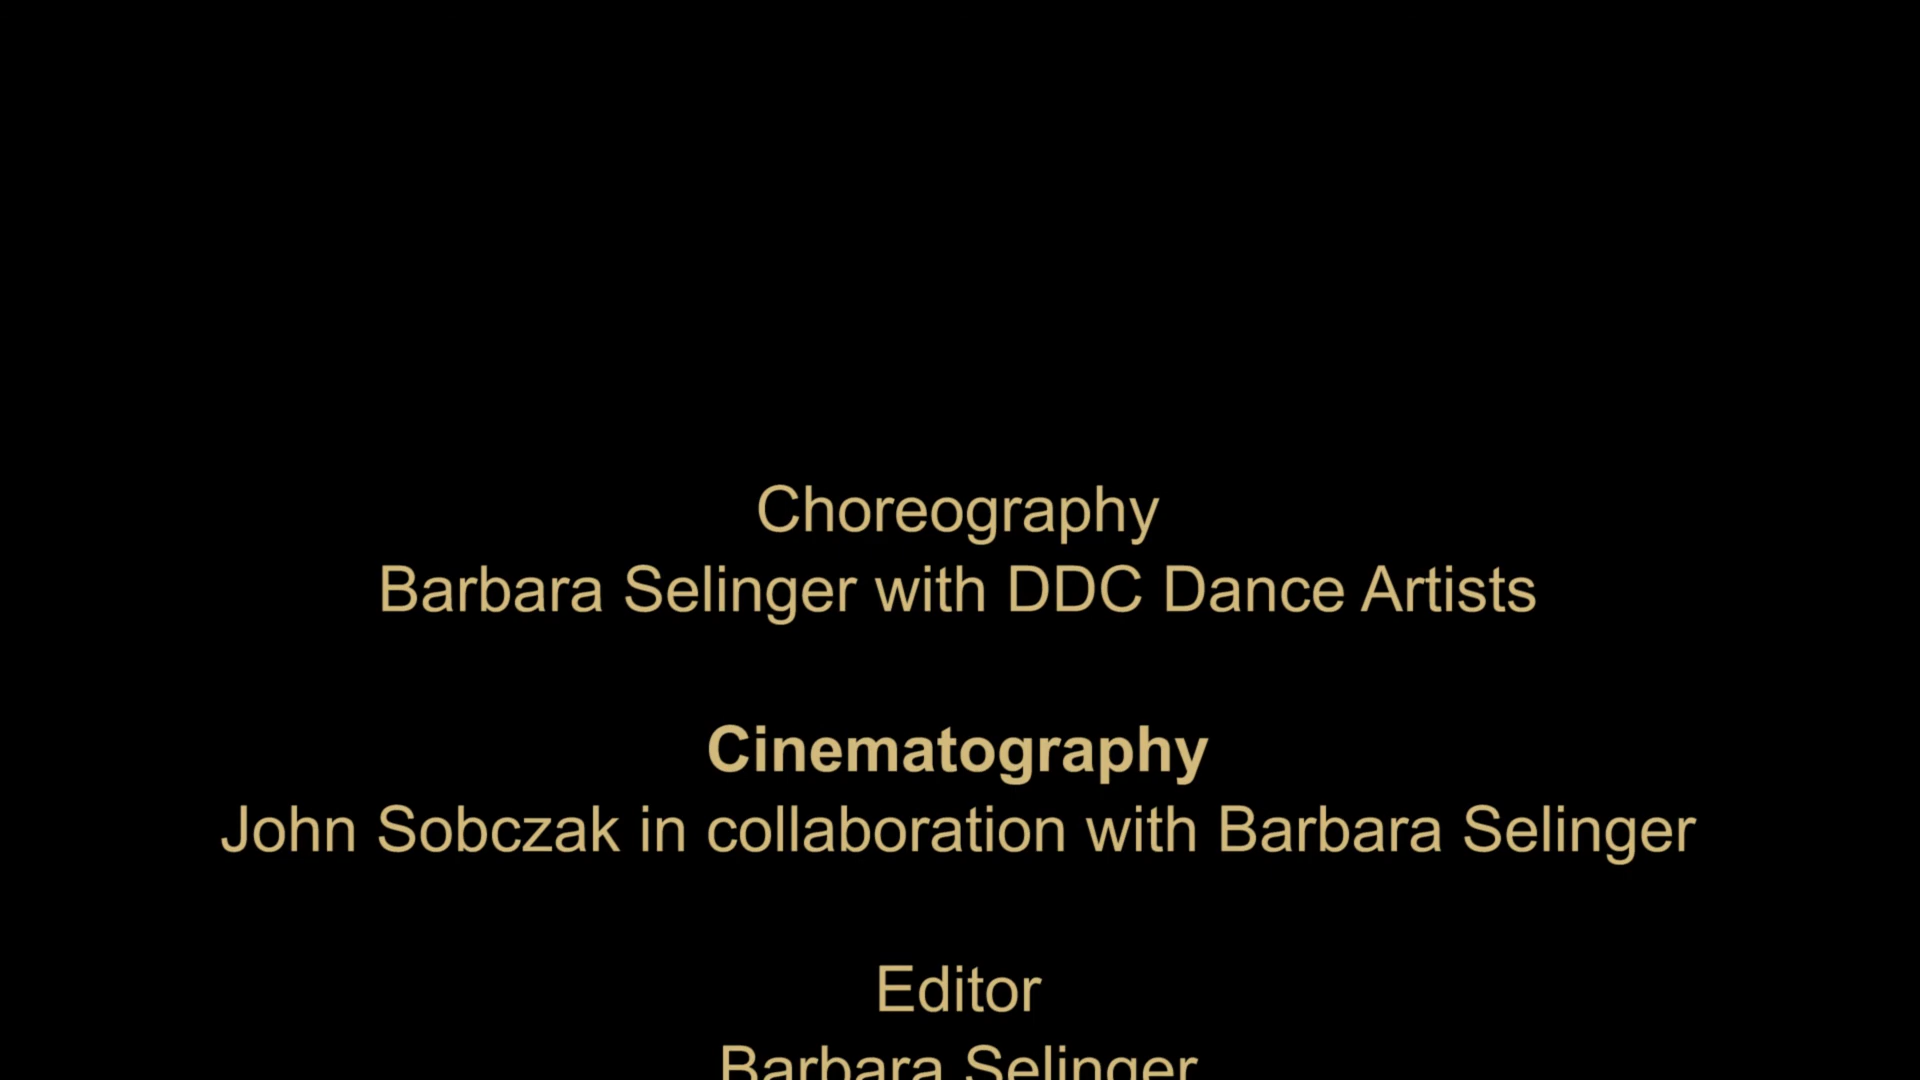 Choreography
Barbara Selinger with DDC Dance Artists
Cinematography
John Sobczak in collaboration with Barbara Selinger
Editor
Barbara Selinger